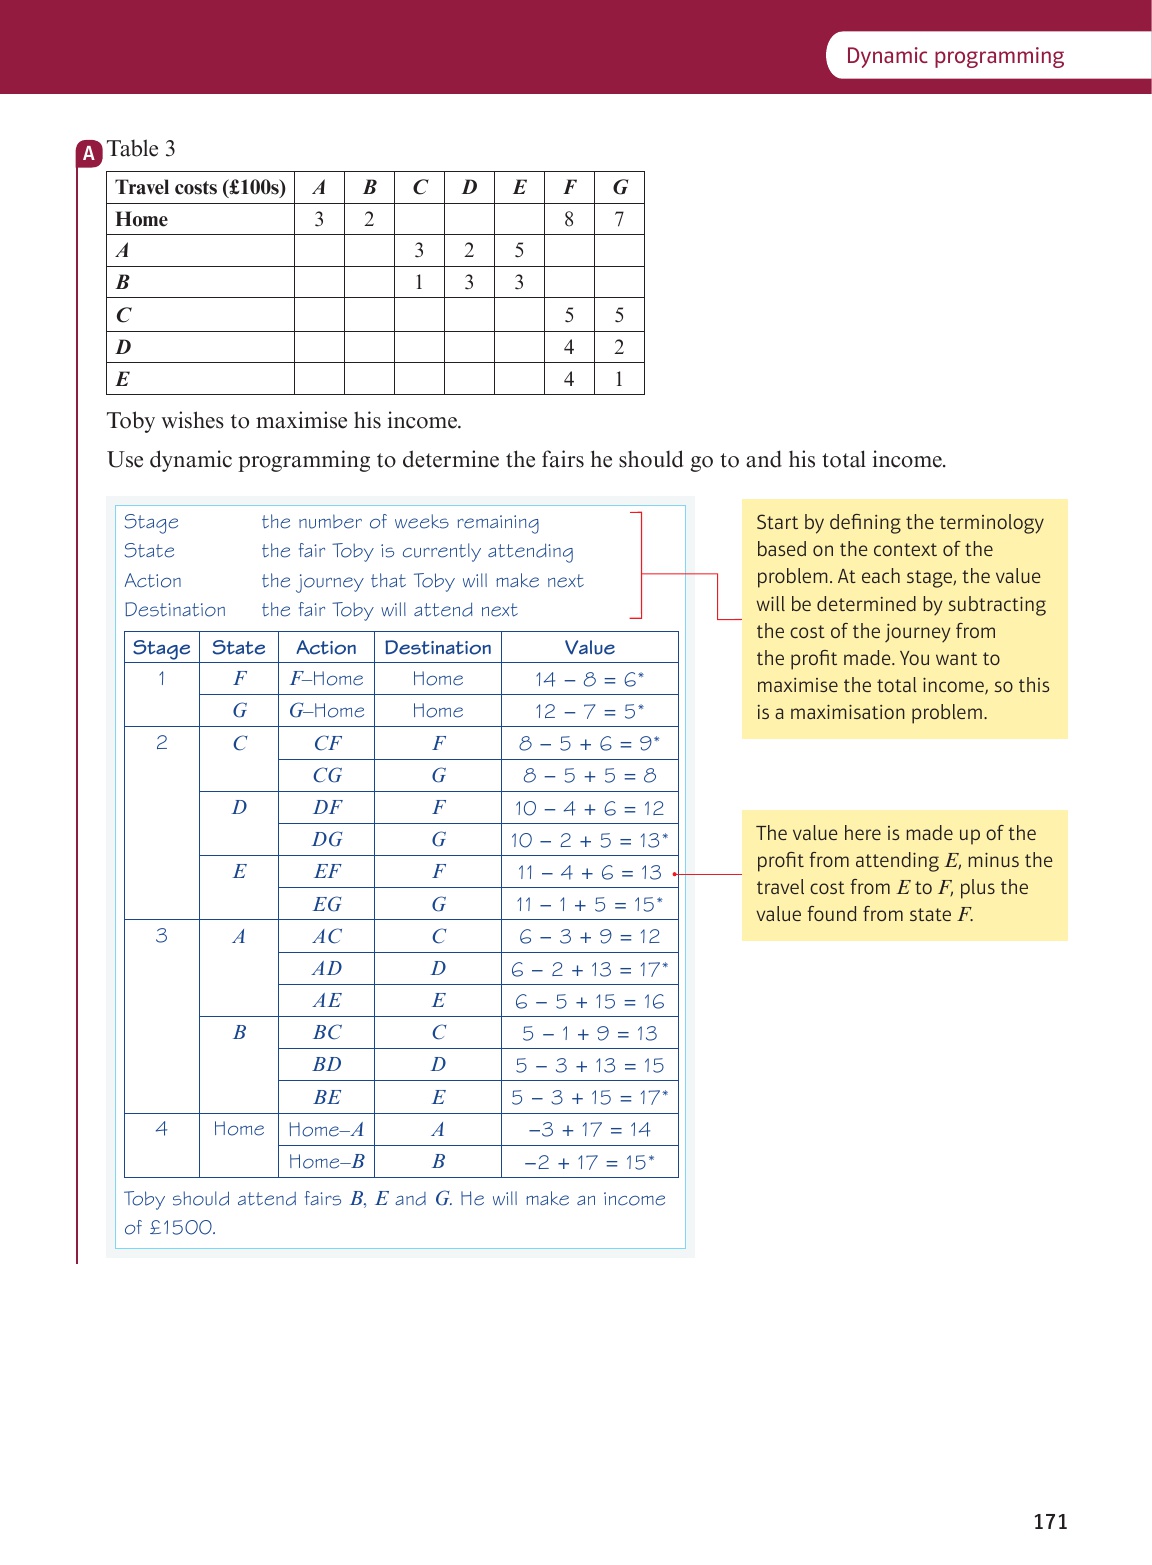 Dynamic programming
A Table 3
Travel costs (£100s) A B C D E F G
Home 3 2 8 7
A 3 2 5
B 1 3 3
C 5 5
D 4 2
E 4 1
Toby wishes to maximise his income.
Use dynamic programming to determine the fairs he should go to and his total income.
Stage the number of weeks remaining
State the fair Toby is currently attending
Action the journey that Toby will make next
Destination the fair Toby will attend next
Stage State Action Destination Value
1 F F–Home Home 14 – 8 = 6*
G G–Home Home 12 – 7 = 5*
2 C CF F 8 – 5 + 6 = 9*
CG G 8 – 5 + 5 = 8
D DF F 10 – 4 + 6 = 12
DG G 10 – 2 + 5 = 13*
E EF F 11 – 4 + 6 = 13
EG G 11 – 1 + 5 = 15*
3 A AC C 6 – 3 + 9 = 12
AD D 6 – 2 + 13 = 17*
AE E 6 – 5 + 15 = 16
B BC C 5 – 1 + 9 = 13
BD D 5 – 3 + 13 = 15
BE E 5 – 3 + 15 = 17*
4 Home Home–A A –3 + 17 = 14
Home–B B –2 + 17 = 15*
Toby should attend fairs B, E and G. He will make an income
of £1500.
Start by defining the terminology
based on the context of the
problem. At each stage, the value
will be determined by subtracting
the cost of the journey from
the profit made. You want to
maximise the total income, so this
is a maximisation problem.
The value here is made up of the
profit from attending E, minus the
travel cost from E to F, plus the
value found from state F.
171